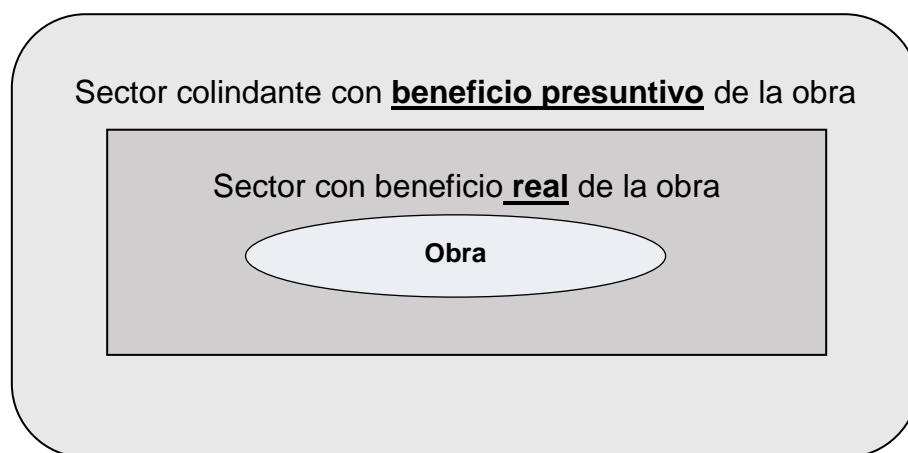 Sector colindante con beneficio presuntivo de la obra
Sector con beneficio real de la obra
Obra